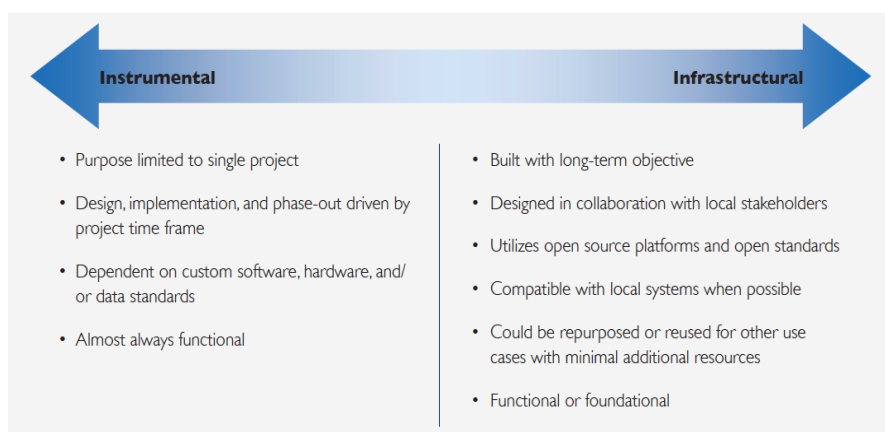 Instrumental
Infrastructural
• Purpose limited to single project
• Design, implementation, and phase-out driven by
project time frame
• Dependent on custom software, hardware, and/
or data standards
• Almost always functional
• Built with long-term objective
• Designed in collaboration with local stakeholders
• Utilizes open source platforms and open standards
• Compatible with local systems when possible
• Could be repurposed or reused for other use
cases with minimal additional resources
• Functional or foundational